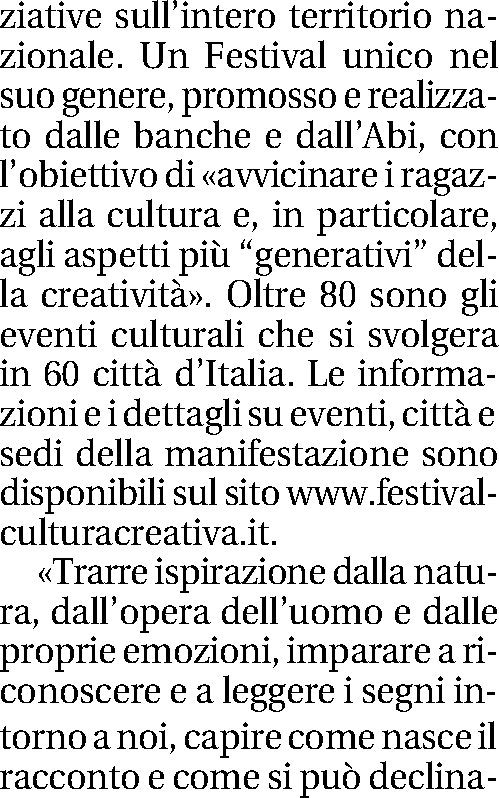 ziative sull'intero territorio na-
zionale. Un Festival unico nel
suo genere, promosso e realizza-
to dalle banche e dall'Abi, con
l'obiettivo di «avvicinare i ragaz-
zi alla cultura e, in particolare,
agli aspetti più “generativi” del-
la creatività». Oltre 80 sono gli
eventi culturali che si svolgera
in 60 città d'Italia. Le informa-
zioni e i dettagli su eventi, città e
sedi della manifestazione sono
disponibili sul sito www.festival-
culturacreativa.it.
«Trarre ispirazione dalla natu-
ra, dall'opera dell'uomo e dalle
proprie emozioni, imparare a ri-
conoscere e a leggere i segni in-
torno a noi, capire come nasce il
racconto e come si può declina-